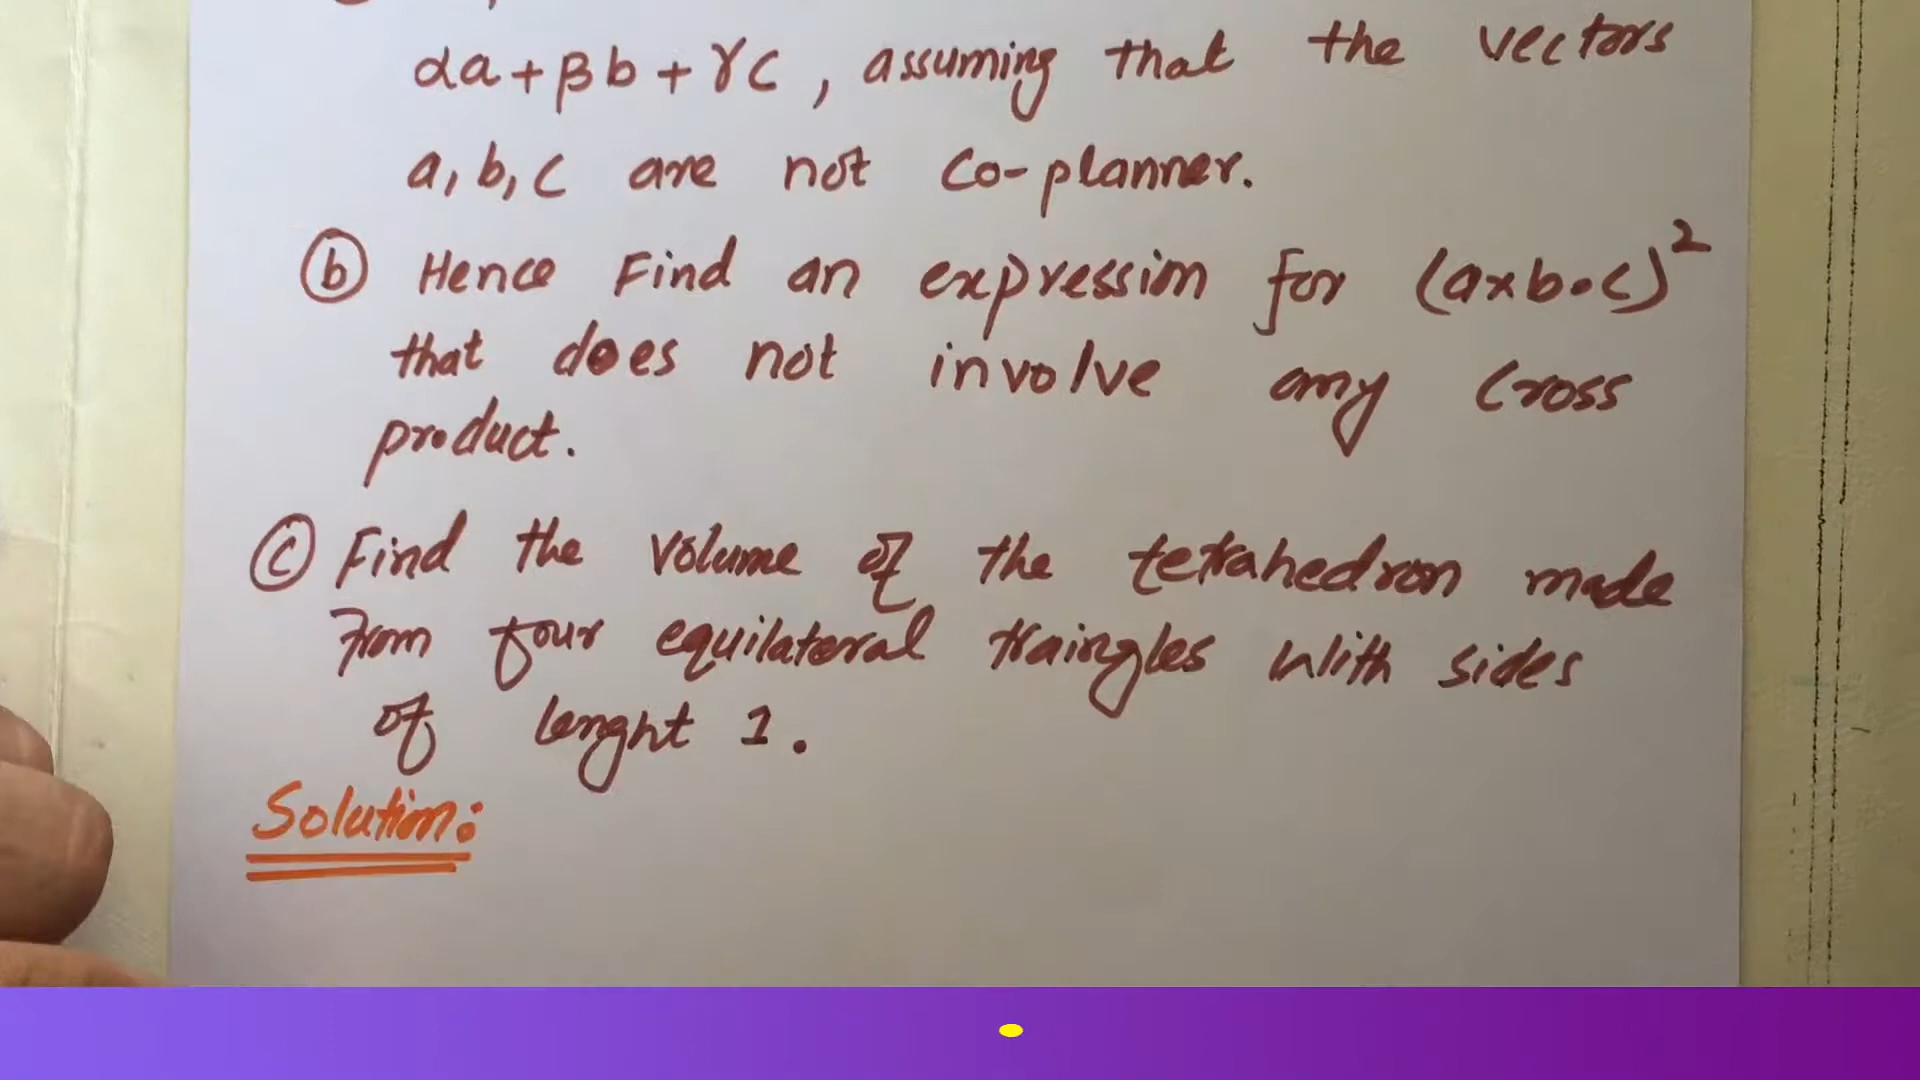 αa + βb + γc , assuming that the vectors
a, b, c are not co-planner.
b Hence Find an expression for (a×b•c)²
that does not involve any cross
product.
c Find the volume of the tetrahedron made
From four equilateral traingles with sides
of lenght 1.
Solution: